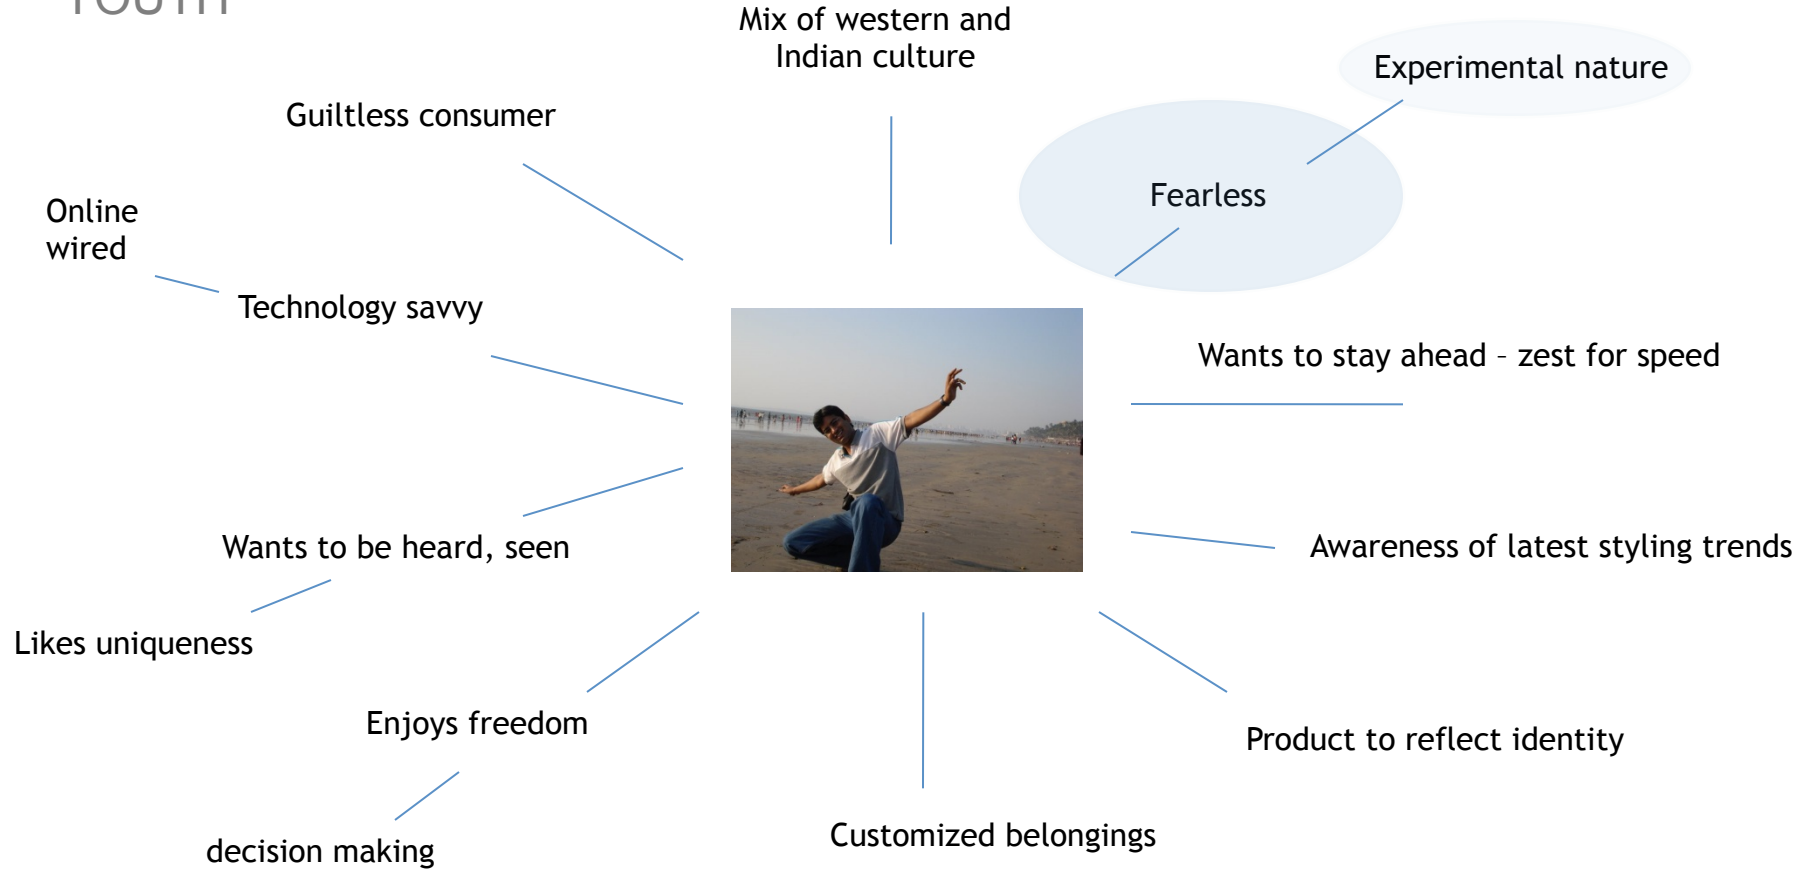 YOUTH
Mix of western and
Indian culture
Experimental nature
Guiltless consumer
Fearless
Online
wired
Technology savvy
Wants to stay ahead – zest for speed
Wants to be heard, seen
Awareness of latest styling trends
Likes uniqueness
Enjoys freedom
Product to reflect identity
Customized belongings
decision making